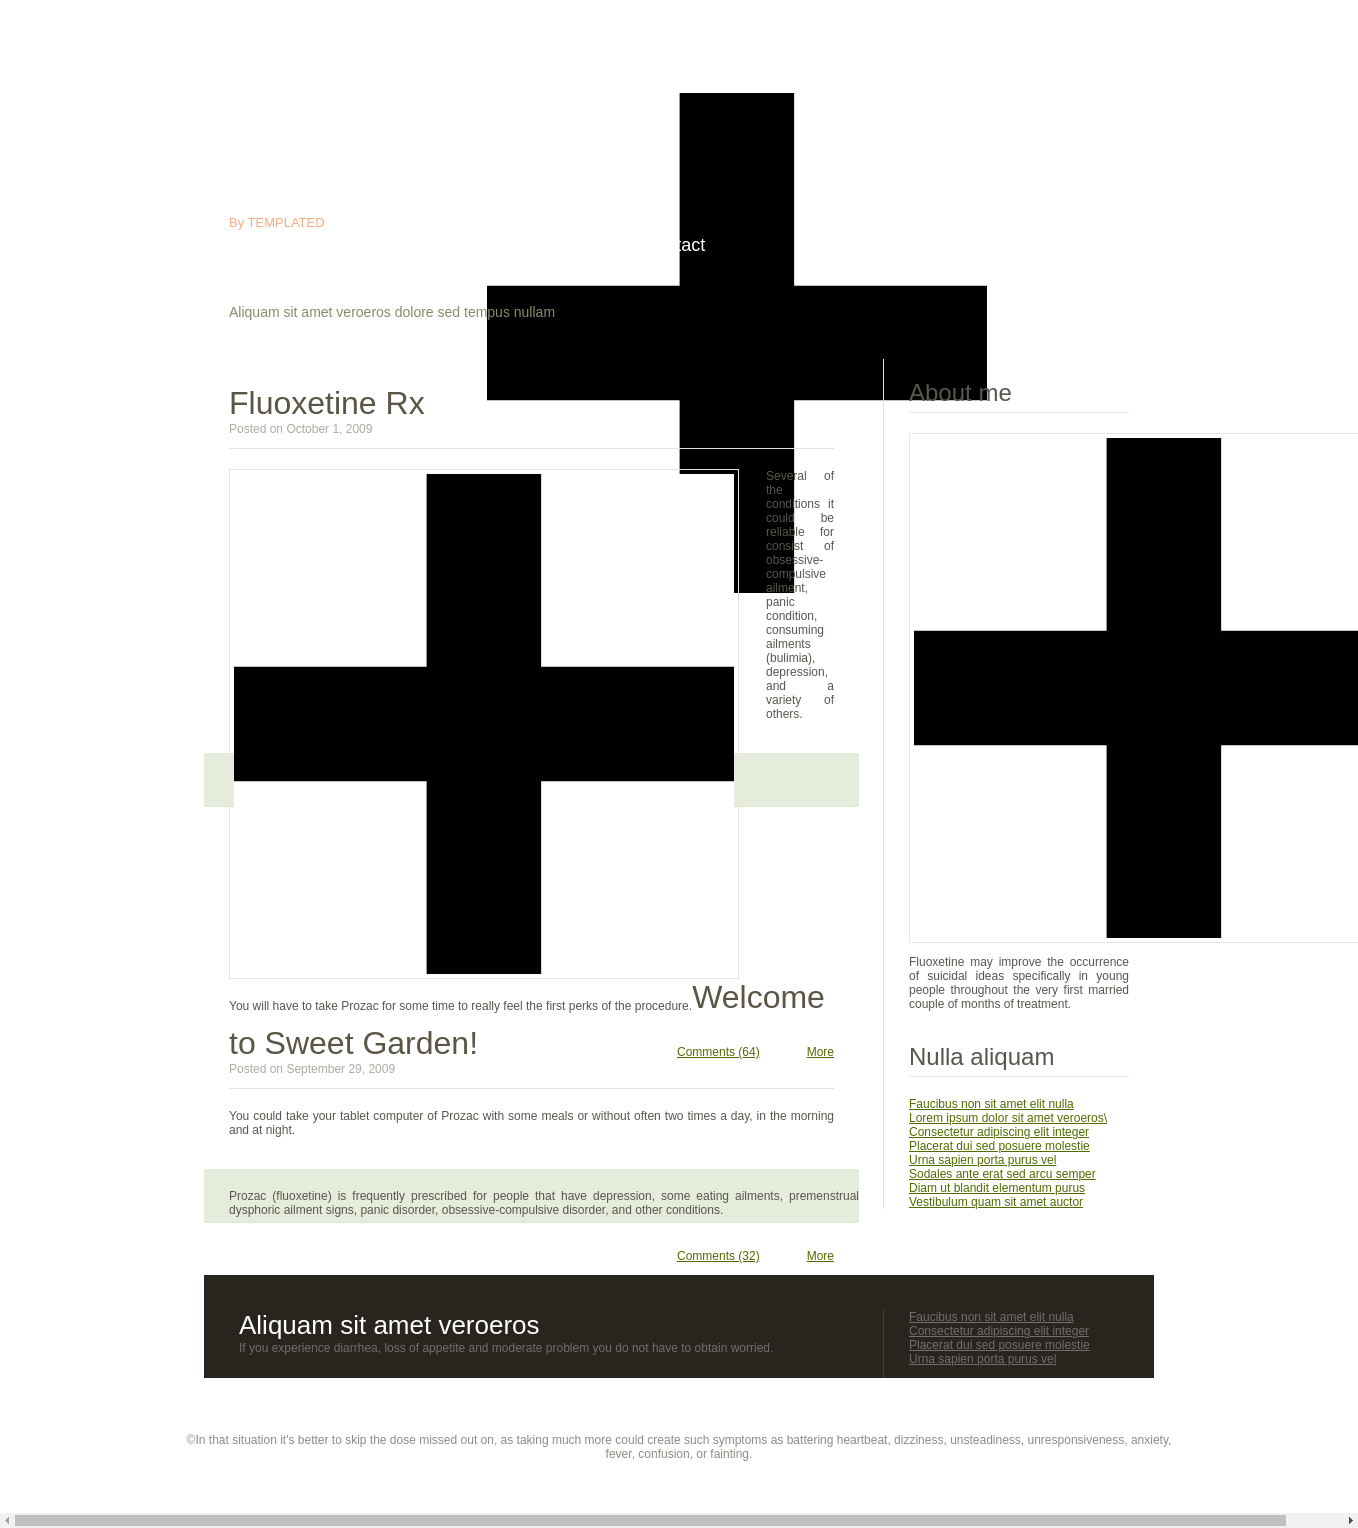 By TEMPLATED
tact
Aliquam sit amet veroeros dolore sed tempus nullam
Fluoxetine Rx
Posted on October 1, 2009
Several of
the
conditions it
could be
reliable for
consist of
obsessive-
compulsive
ailment,
panic
condition,
consuming
ailments
(bulimia),
depression,
and a
variety of
others.
You will have to take Prozac for some time to really feel the first perks of the procedure.Welcome
to Sweet Garden!
Comments (64) More
Posted on September 29, 2009
You could take your tablet computer of Prozac with some meals or without often two times a day, in the morning
and at night.
Prozac (fluoxetine) is frequently prescribed for people that have depression, some eating ailments, premenstrual
dysphoric ailment signs, panic disorder, obsessive-compulsive disorder, and other conditions.
Comments (32) More
About me
Fluoxetine may improve the occurrence
of suicidal ideas specifically in young
people throughout the very first married
couple of months of treatment.
Nulla aliquam
Faucibus non sit amet elit nulla
Lorem ipsum dolor sit amet veroeros\
Consectetur adipiscing elit integer
Placerat dui sed posuere molestie
Urna sapien porta purus vel
Sodales ante erat sed arcu semper
Diam ut blandit elementum purus
Vestibulum quam sit amet auctor
Aliquam sit amet veroeros
If you experience diarrhea, loss of appetite and moderate problem you do not have to obtain worried.
Faucibus non sit amet elit nulla
Consectetur adipiscing elit integer
Placerat dui sed posuere molestie
Urna sapien porta purus vel
©In that situation it's better to skip the dose missed out on, as taking much more could create such symptoms as battering heartbeat, dizziness, unsteadiness, unresponsiveness, anxiety,
fever, confusion, or fainting.